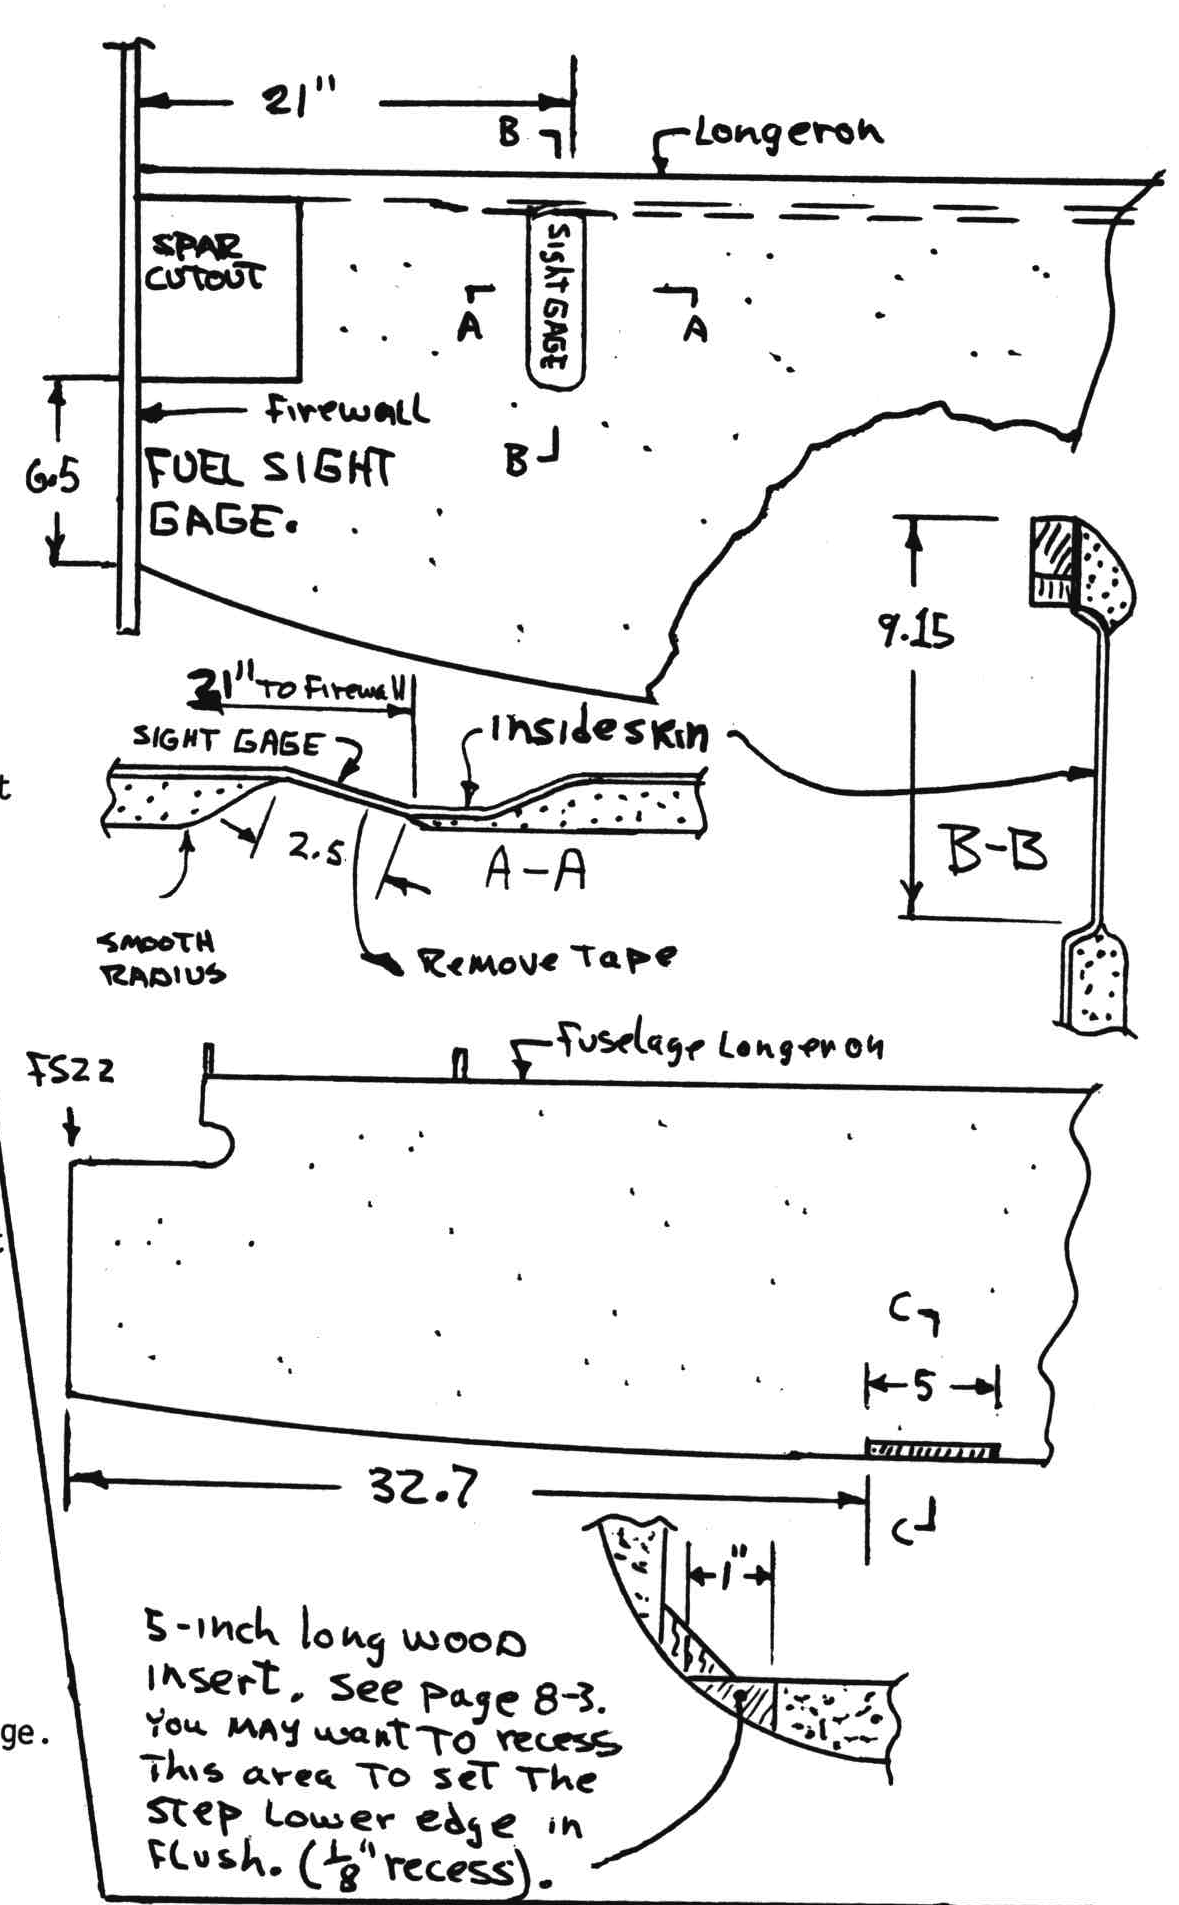 21"
B
Longeron
SPAR
CUTOUT
SIGHT GAGE
A
A
Firewall
6.5
FUEL SIGHT
GAGE.
B
9.15
21" TO Firewall
SIGHT GAGE
Inside skin
t
2.5
A-A
B-B
SMOOTH
RADIUS
Remove Tape
FS22
Fuselage Longeron
C
5
32.7
C
1"
5-inch long WOOD
insert. See page 8-3.
ge.
You MAY want TO recess
This area TO set The
step Lower edge in
Flush. (1/8" recess).